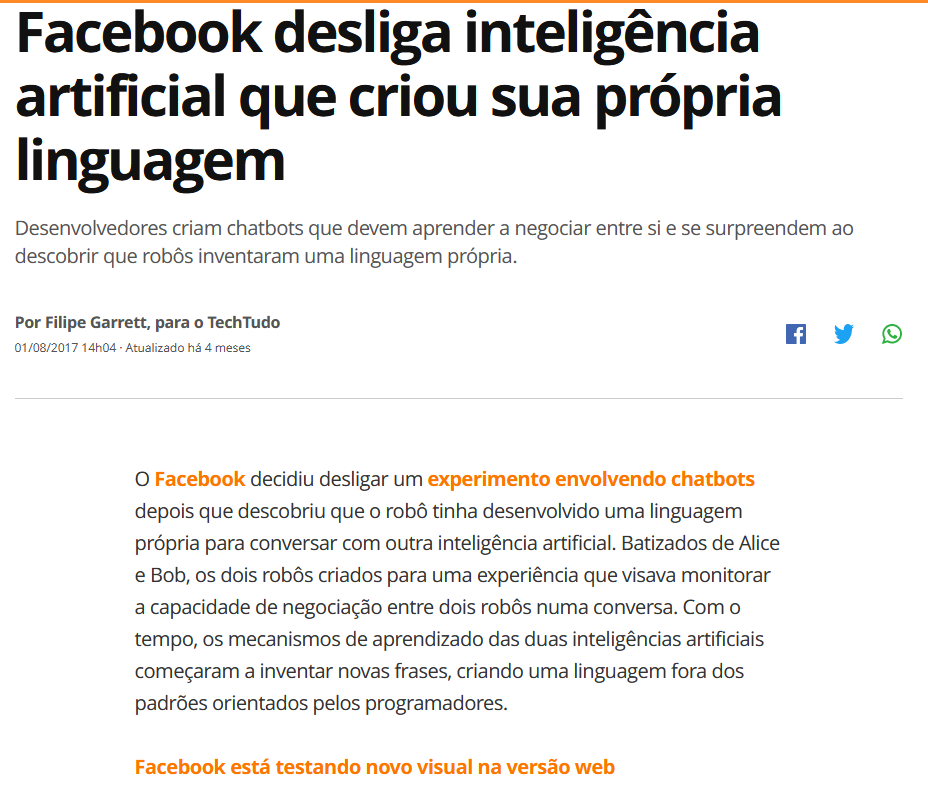 Facebook desliga inteligência
artificial que criou sua própria
linguagem
Desenvolvedores criam chatbots que devem aprender a negociar entre si e se surpreendem ao
descobrir que robôs inventaram uma linguagem própria.
Por Filipe Garrett, para o TechTudo
01/08/2017 14h04 · Atualizado há 4 meses
O Facebook decidiu desligar um experimento envolvendo chatbots
depois que descobriu que o robô tinha desenvolvido uma linguagem
própria para conversar com outra inteligência artificial. Batizados de Alice
e Bob, os dois robôs criados para uma experiência que visava monitorar
a capacidade de negociação entre dois robôs numa conversa. Com o
tempo, os mecanismos de aprendizado das duas inteligências artificiais
começaram a inventar novas frases, criando uma linguagem fora dos
padrões orientados pelos programadores.
Facebook está testando novo visual na versão web